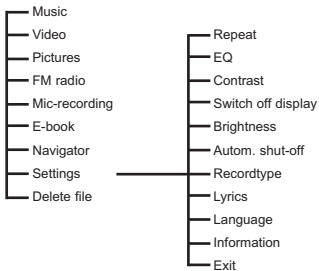 Music
Video
Pictures
FM radio
Mic-recording
E-book
Navigator
Settings
Delete file
Repeat
EQ
Contrast
Switch off display
Brightness
Autom. shut-off
Recordtype
Lyrics
Language
Information
Exit